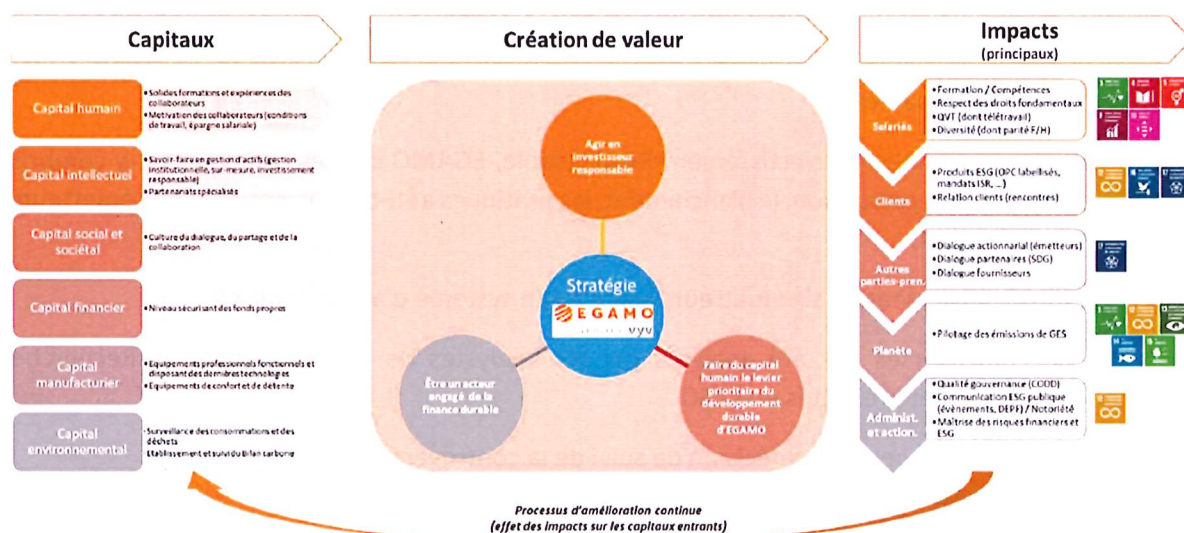 Capitaux
Capital humain
• Solides formations et expériences des
collaborateurs
• Motivation des collaborateurs (conditions
de travail, épargne salariale)
Capital intellectuel
• Savoir-faire en gestion d'actifs (gestion
institutionnelle, sur-mesure, investissement
responsable)
• Partenariats spécialisés
Capital social et
sociétal
• Culture du dialogue, du partage et de la
collaboration
Capital financier
• Niveau sécurisant des fonds propres
Capital
manufacturier
• Equipements professionnels fonctionnels et
disposant des dernières technologies
• Equipements de confort et de détente
Capital
environnemental
- Surveillance des consommations et des
déchets
Etablissement et suivi du Bilan carbone
Création de valeur
Agir en
investisseur
responsable
Stratégie
EGAMO
vyv
Être un acteur
engagé de la
finance durable
Faire du capital
humain le levier
prioritaire du
développement
durable
d'EGAMO
Impacts
(principaux)
Salariés
• Formation / Compétences
• Respect des droits fondamentaux
• QVT (dont télétravail)
• Diversité (dont parité F/H)
Clients
• Produits ESG (OPC labellisés,
mandats ISR, ...)
• Relation clients (rencontres)
Autres
parties-pren.
• Dialogue actionnarial (émetteurs)
• Dialogue partenaires (SDG)
• Dialogue fournisseurs
Planète
• Pilotage des émissions de GES
Administ.
et action.
• Qualité gouvernance (CODD)
• Communication ESG publique
(évènements, DEPF) / Notoriété
• Maîtrise des risques financiers et
ESG
Processus d'amélioration continue
(effet des impacts sur les capitaux entrants)